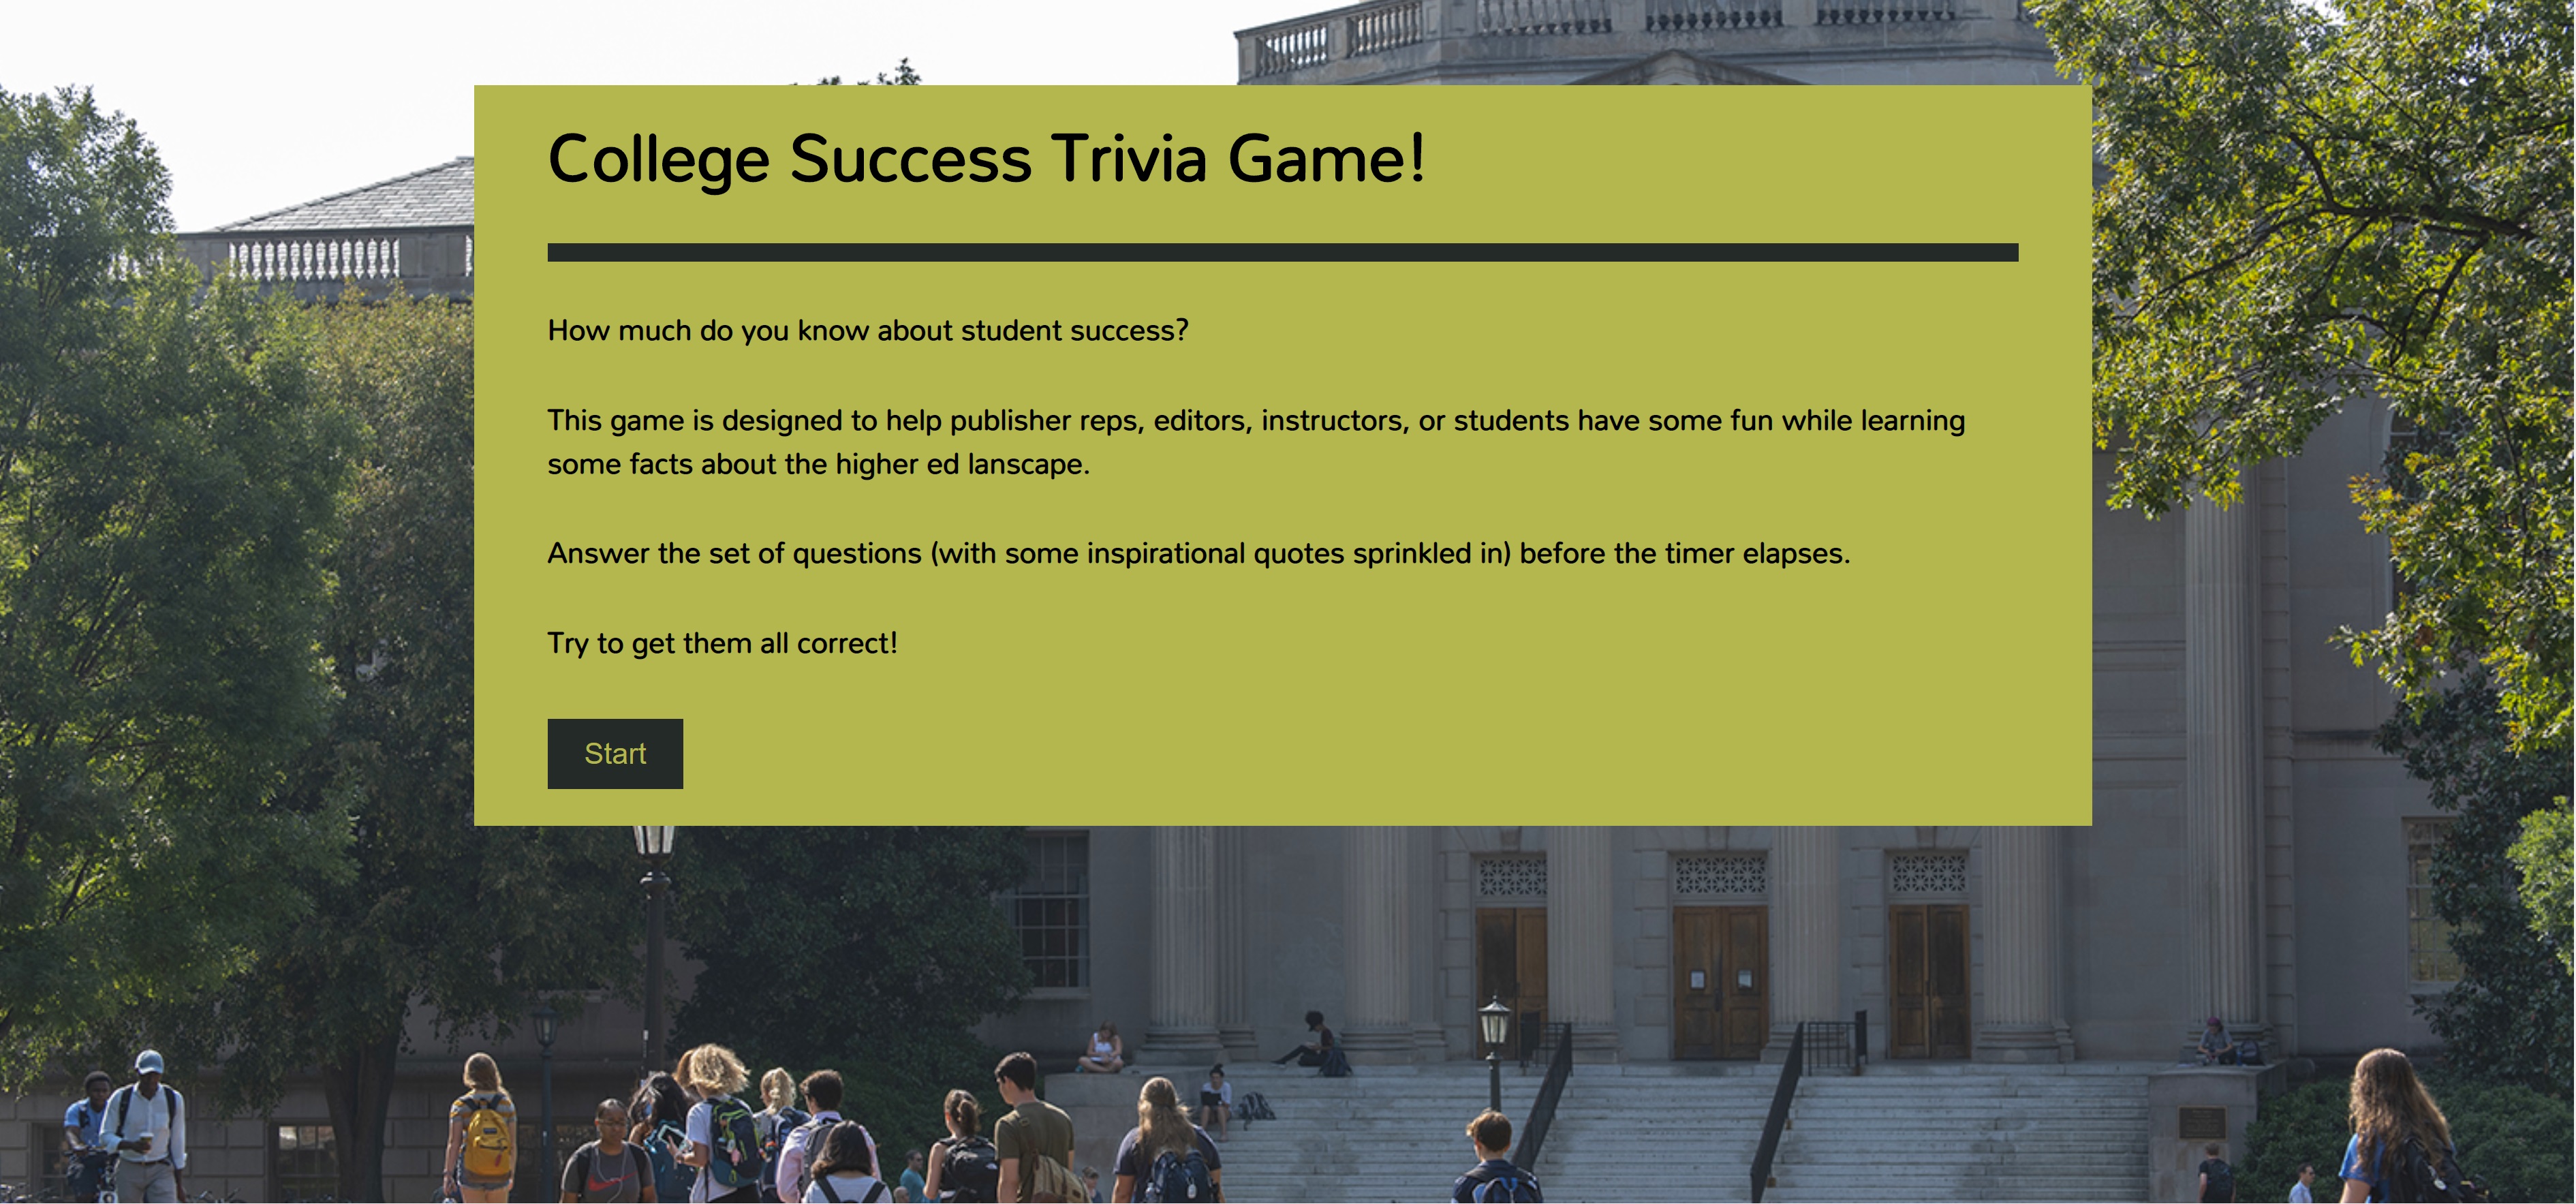 College Success Trivia Game!
How much do you know about student success?
This game is designed to help publisher reps, editors, instructors, or students have some fun while learning
some facts about the higher ed lanscape.
Answer the set of questions (with some inspirational quotes sprinkled in) before the timer elapses.
Try to get them all correct!
Start